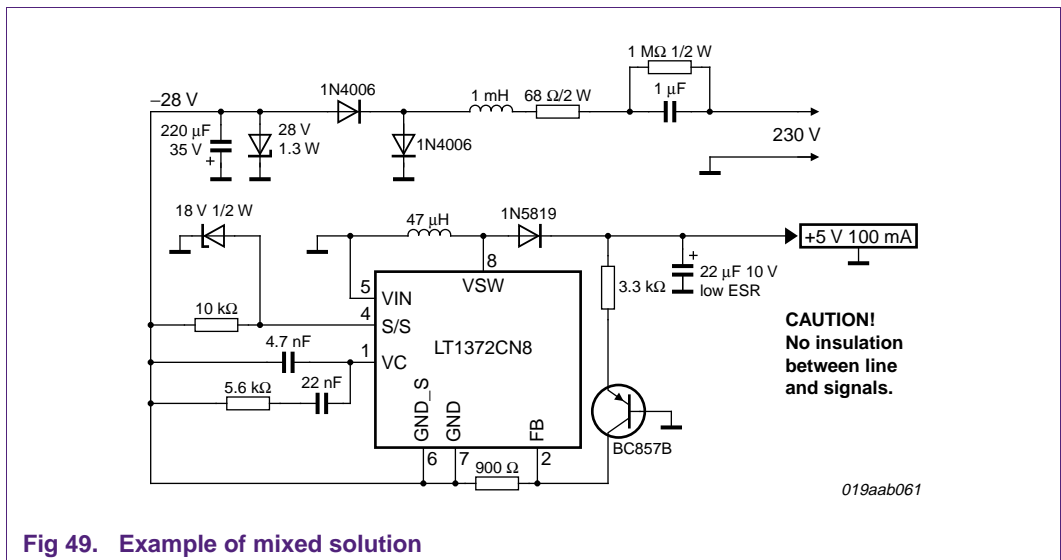 1 MΩ 1/2 W
1N4006
1 mH
68 Ω/2 W
1 μF
−28 V
220 μF
35 V
+
28 V
1.3 W
1N4006
230 V
18 V 1/2 W
47 μH
1N5819
+5 V 100 mA
8
VSW
+
22 μF 10 V
low ESR
3.3 kΩ
5
VIN
10 kΩ
4
S/S
4.7 nF
1
VC
LT1372CN8
5.6 kΩ
22 nF
GND_S
GND
FB
6
7
900 Ω
2
BC857B
CAUTION!
No insulation
between line
and signals.
019aab061
Fig 49. Example of mixed solution